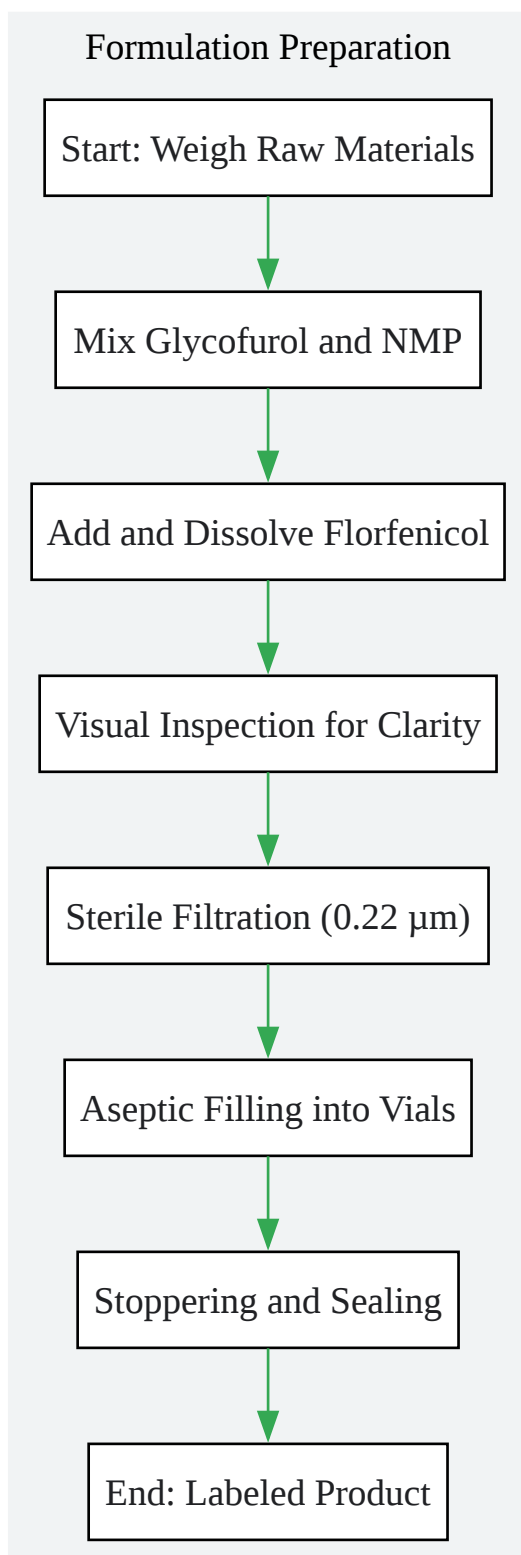 Formulation Preparation
Start: Weigh Raw Materials
Mix Glycofurol and NMP
Add and Dissolve Florfenicol
Visual Inspection for Clarity
Sterile Filtration (0.22 µm)
Aseptic Filling into Vials
Stoppering and Sealing
End: Labeled Product